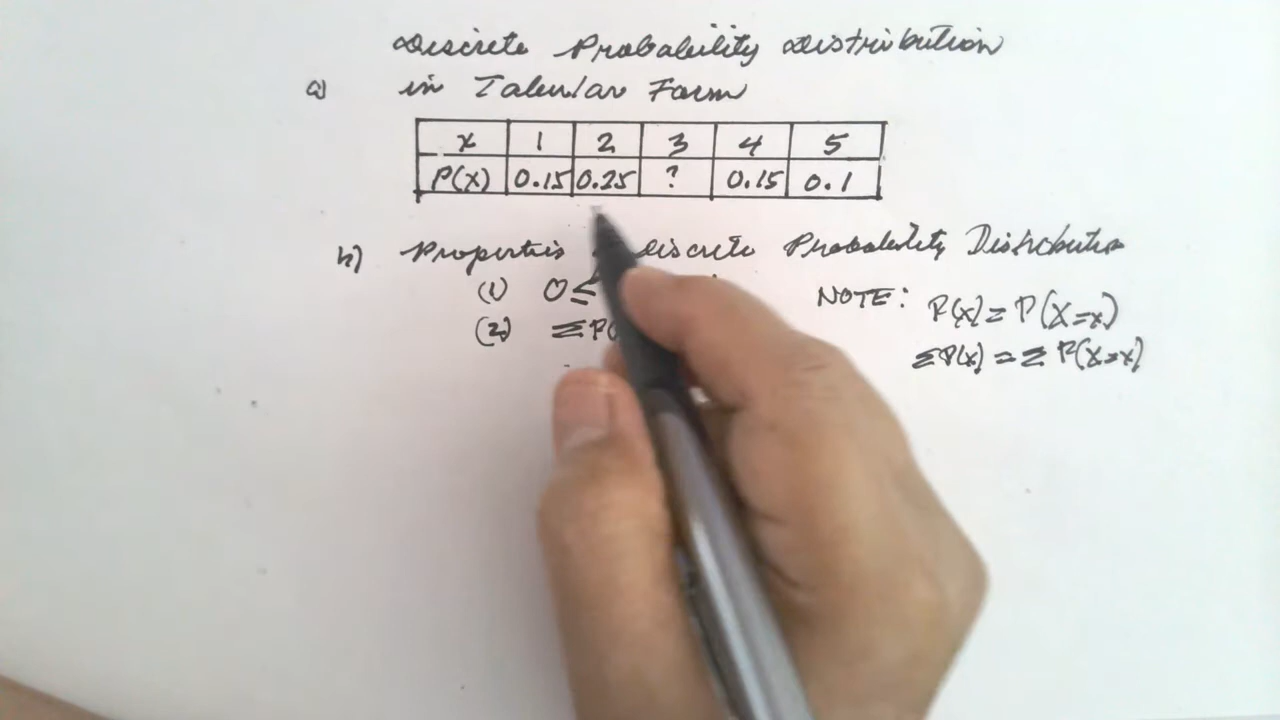 Discrete Probability Distribution
a) in Tabular Form
x 1 2 3 4 5
P(x) 0.15 0.25 ? 0.15 0.1
b) Properties Discrete Probability Distribution
(1) 0≤
(2) ΣP(
NOTE: P(x) = P(X=x)
ΣP(x) = Σ P(X=x)